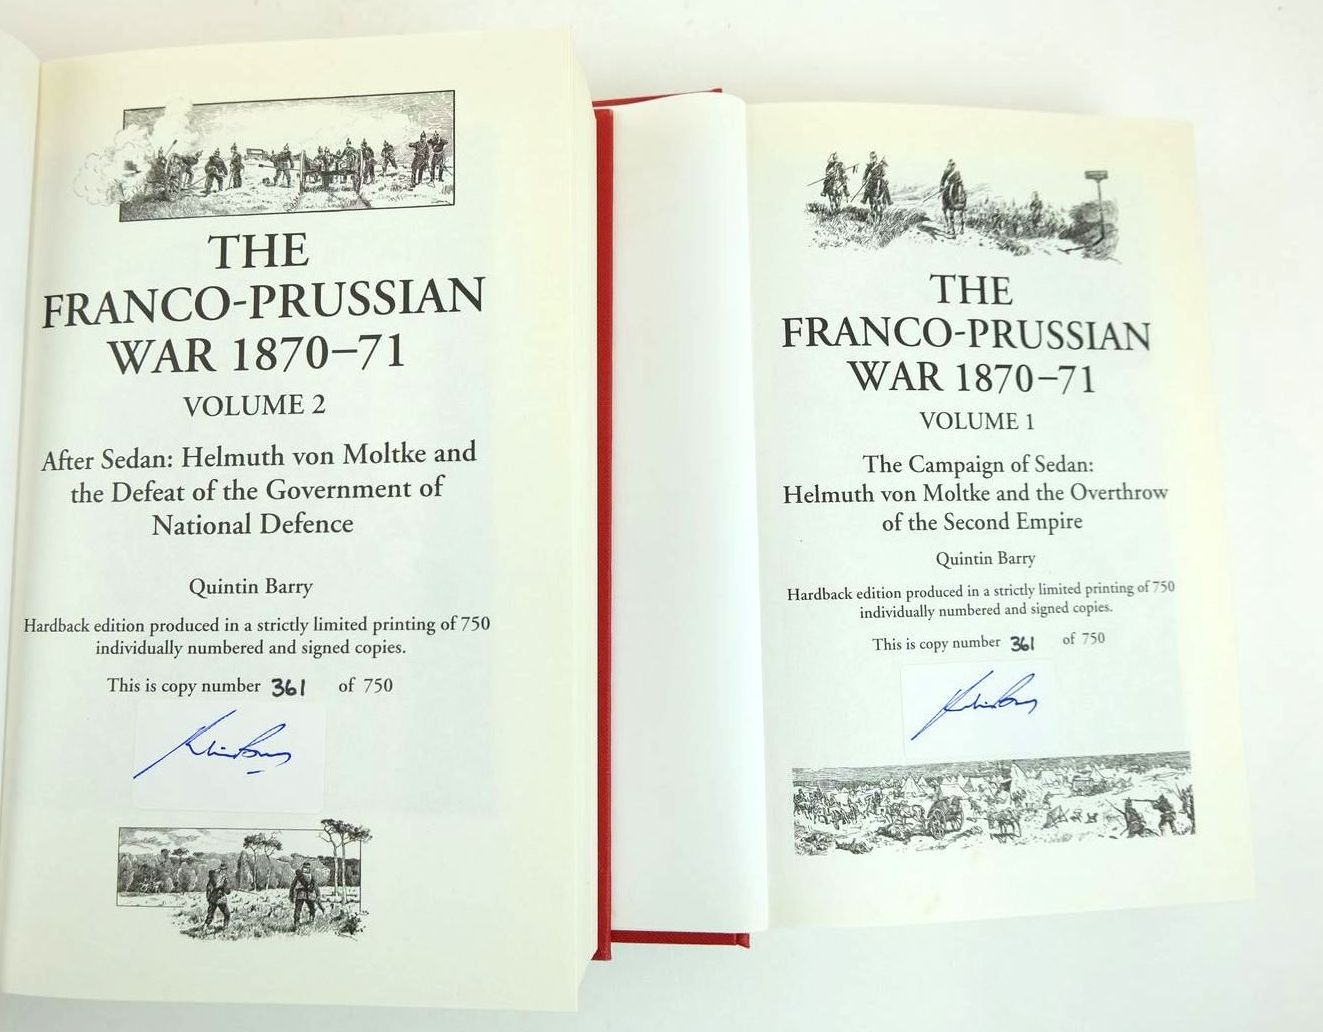 THE
FRANCO-PRUSSIAN
WAR 1870–71
VOLUME 2
After Sedan: Helmuth von Moltke and
the Defeat of the Government of
National Defence
Quintin Barry
Hardback edition produced in a strictly limited printing of 750
individually numbered and signed copies.
This is copy number 361 of 750
THE
FRANCO-PRUSSIAN
WAR 1870–71
VOLUME 1
The Campaign of Sedan:
Helmuth von Moltke and the Overthrow
of the Second Empire
Quintin Barry
Hardback edition produced in a strictly limited printing of 750
individually numbered and signed copies.
This is copy number 361 of 750